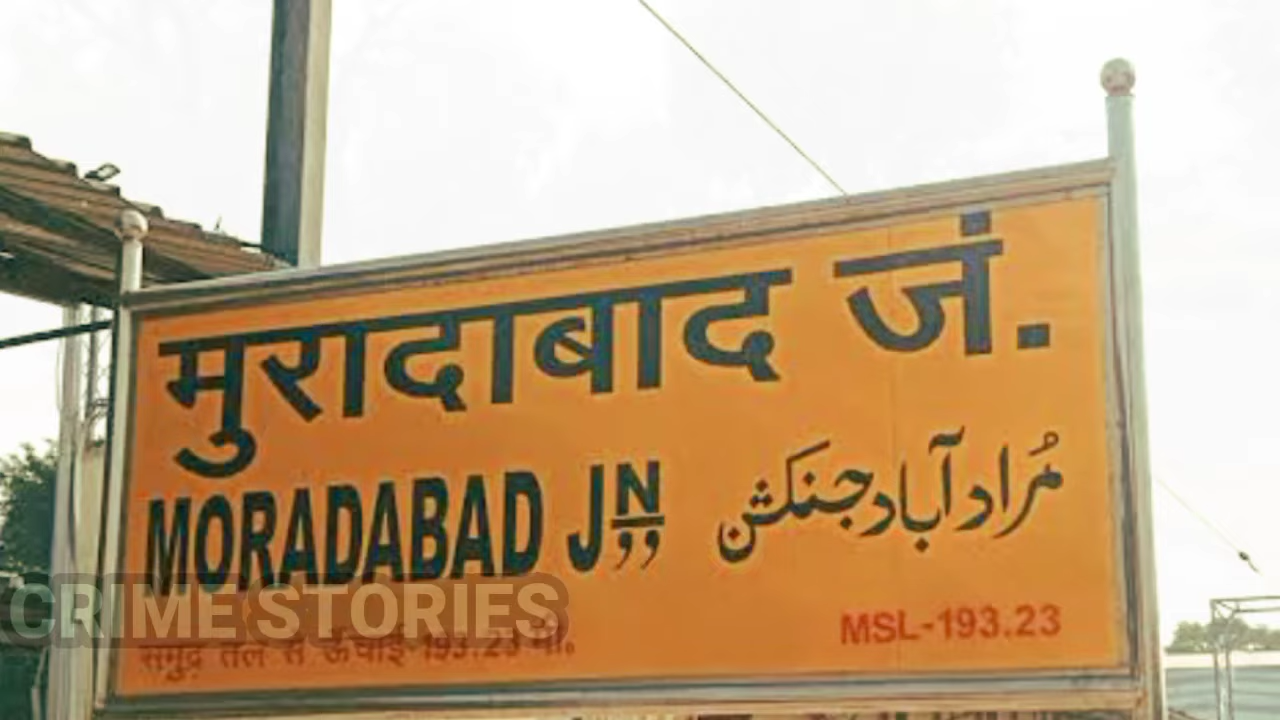 मुरादाबाद जं.
MORADABAD JN
مُراد آباد جنکشن
CRIME STORIES
समुद्र तल से ऊँचाई-193.23 मी.
MSL-193.23